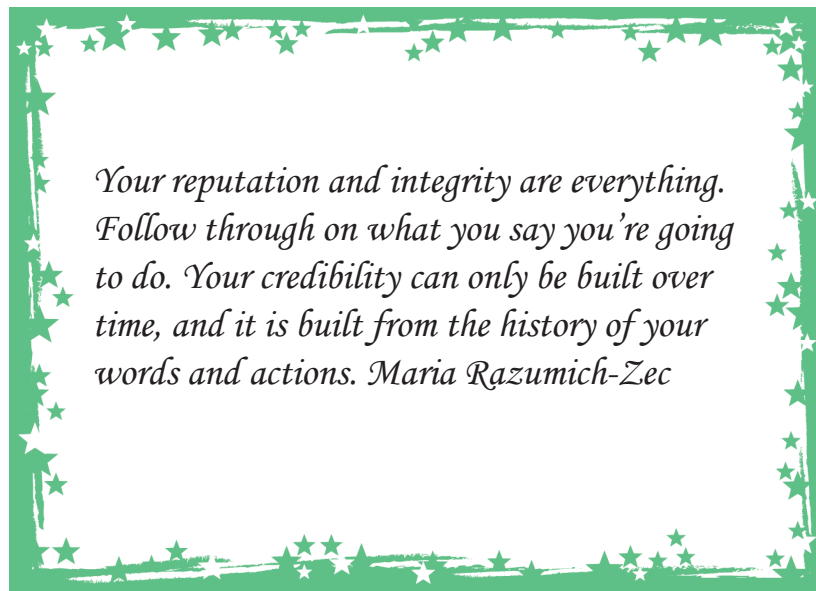 Your reputation and integrity are everything.
Follow through on what you say you’re going
to do. Your credibility can only be built over
time, and it is built from the history of your
words and actions. Maria Razumich-Zec